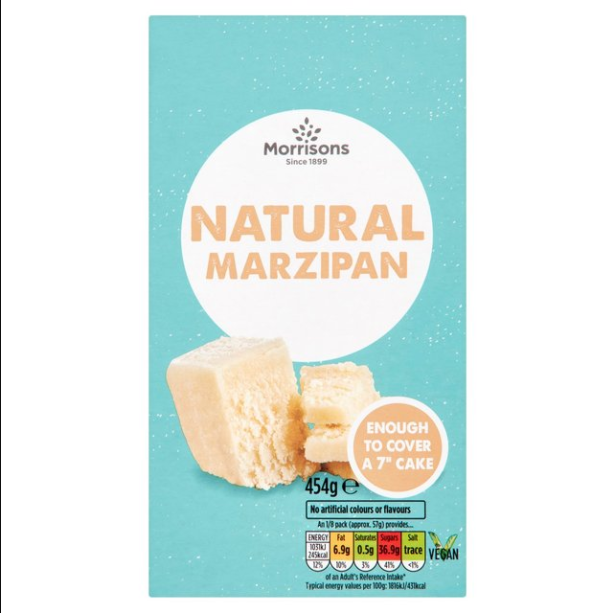 Morrisons
Since 1899
NATURAL
MARZIPAN
ENOUGH
TO COVER
A 7" CAKE
454g ℮
No artificial colours or flavours
An 1/8 pack (approx. 57g) provides...
ENERGY Fat Saturates Sugars Salt
1031kJ 245kcal 6.9g 0.5g 36.9g trace
12% 10% 3% 41% <1%
VEGAN
of an Adult's Reference Intake*
Typical energy values per 100g: 1816kJ/431kcal